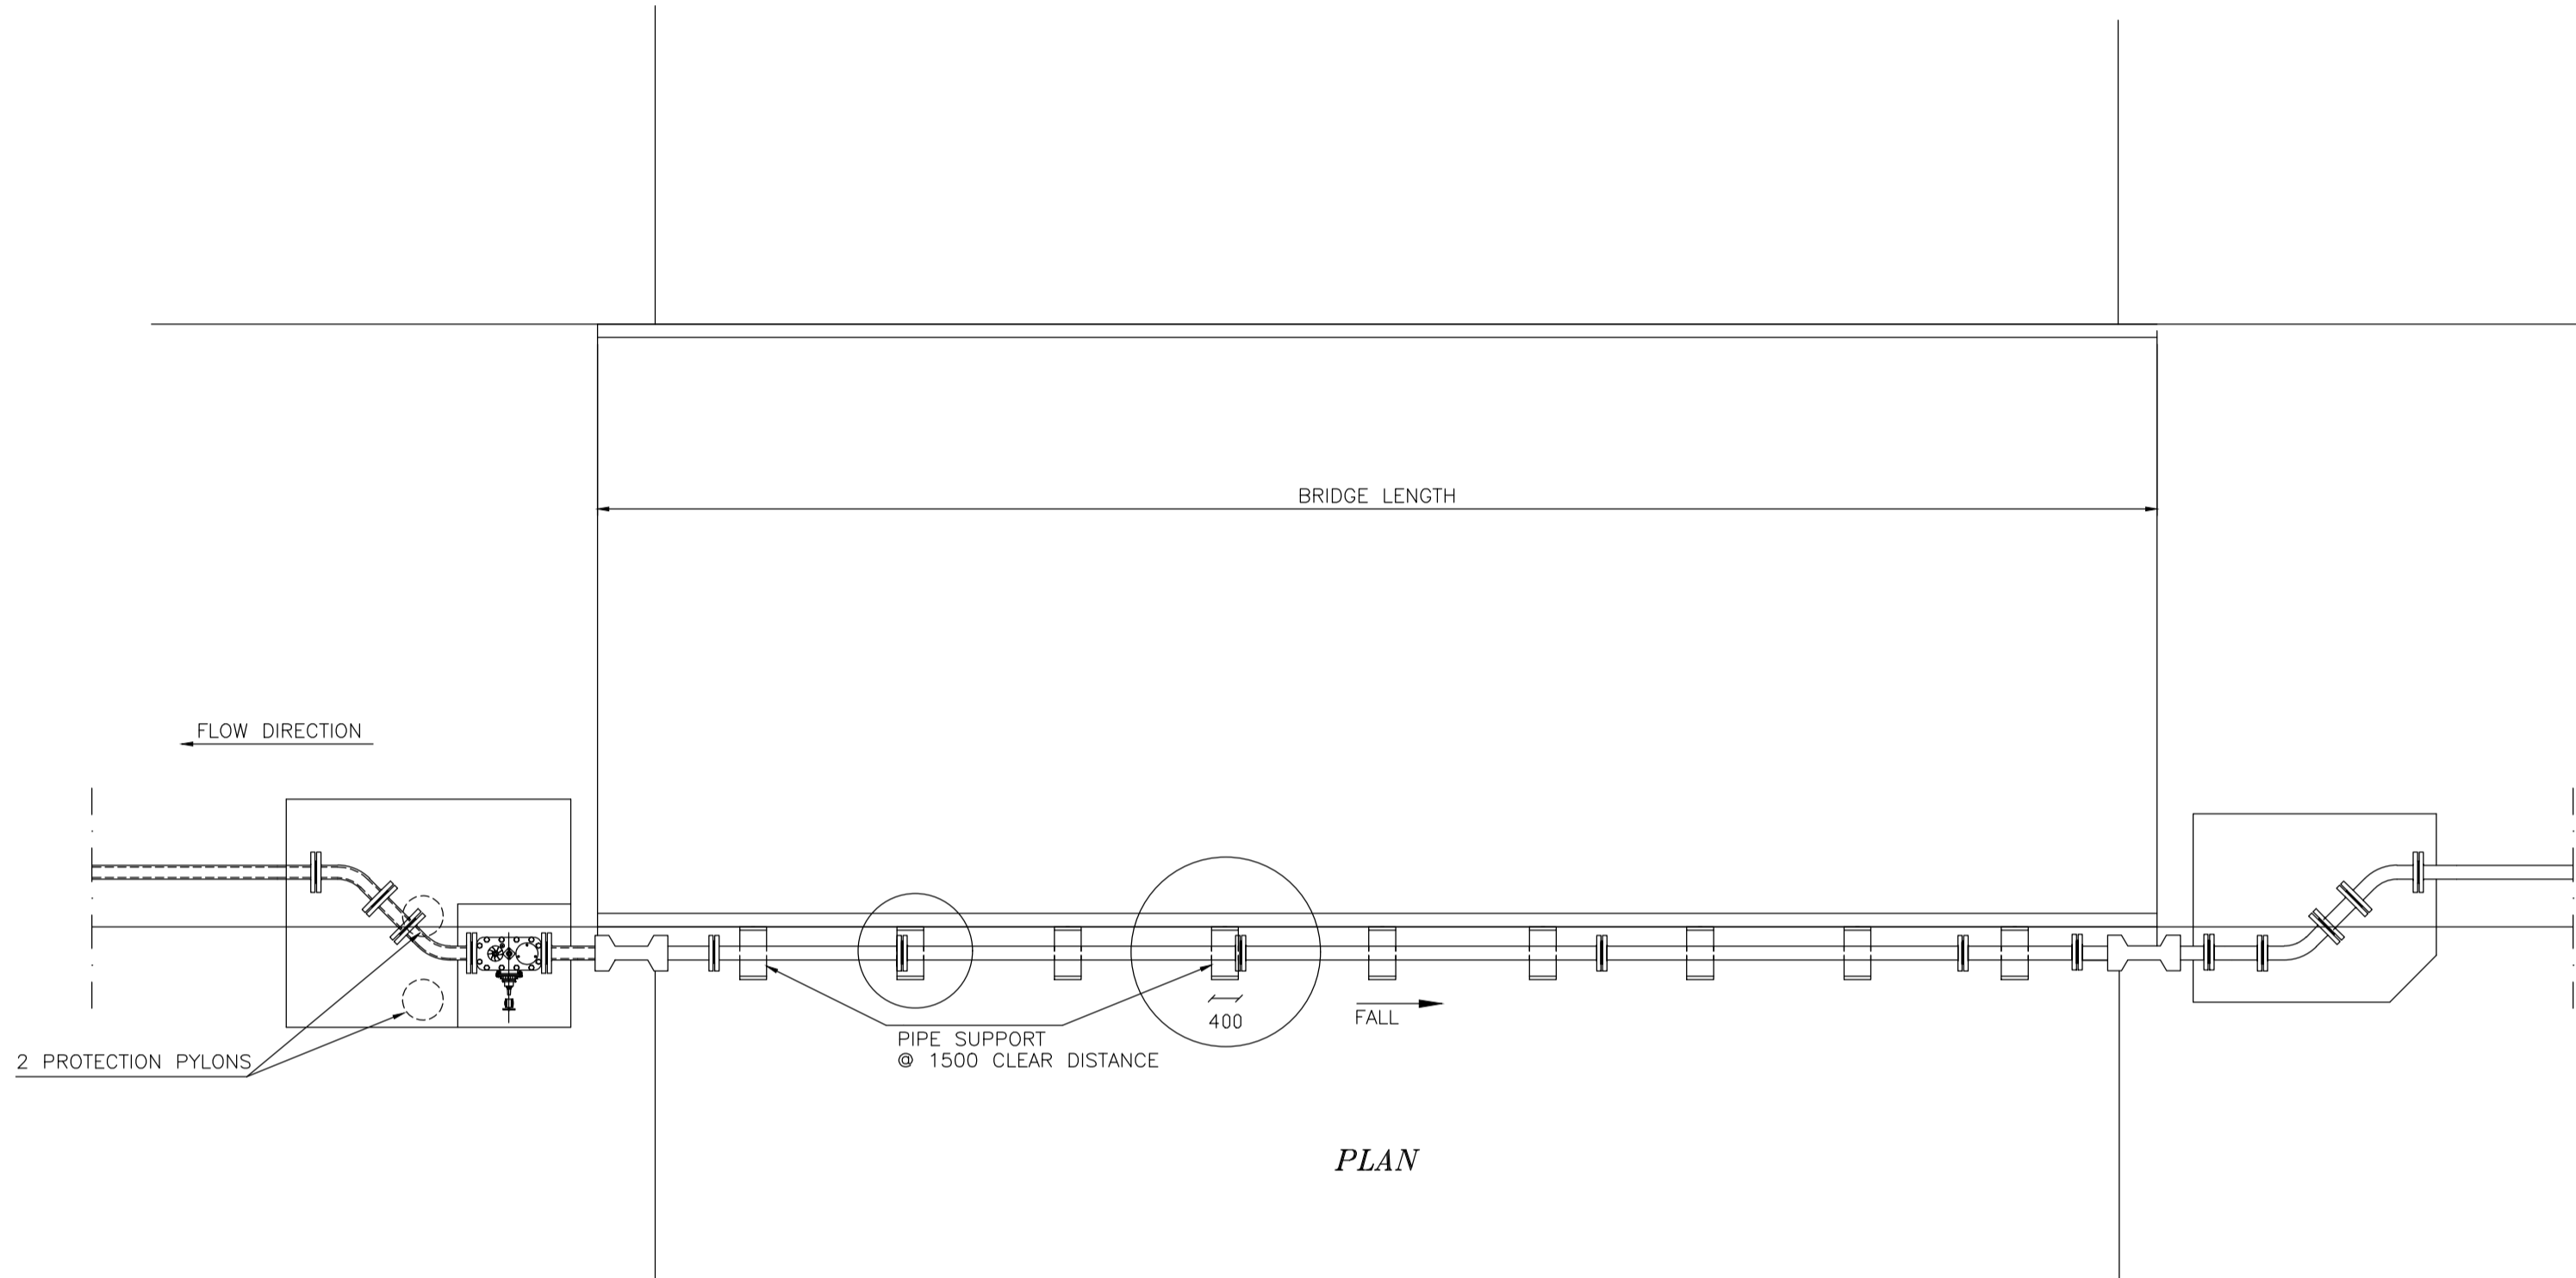 BRIDGE LENGTH
FLOW DIRECTION
400
FALL
PIPE SUPPORT
@ 1500 CLEAR DISTANCE
2 PROTECTION PYLONS
PLAN